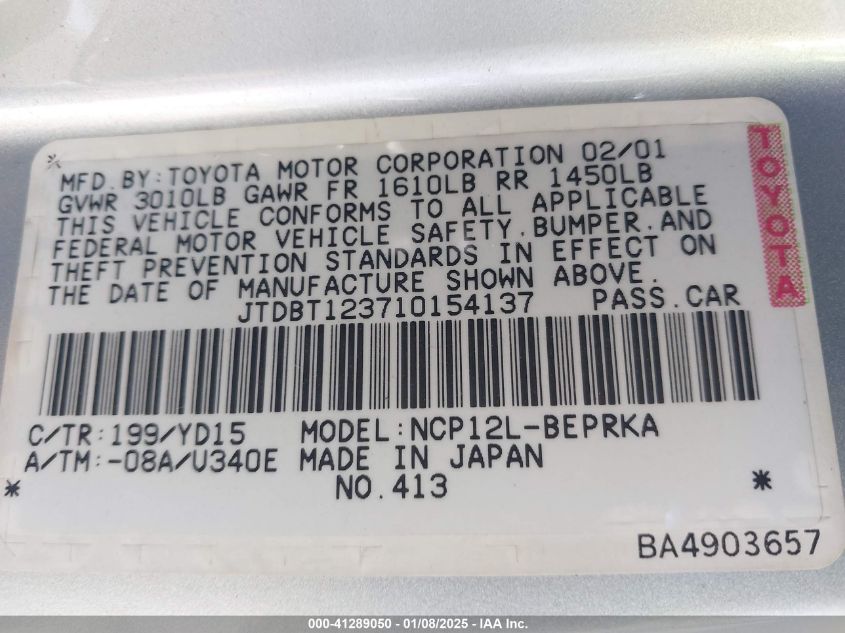 MFD.BY:TOYOTA MOTOR CORPORATION 02/01
GVWR 3010LB GAWR FR 1610LB RR 1450LB
THIS VEHICLE CONFORMS TO ALL APPLICABLE
FEDERAL MOTOR VEHICLE SAFETY,BUMPER,AND
THEFT PREVENTION STANDARDS IN EFFECT ON
THE DATE OF MANUFACTURE SHOWN ABOVE.
JTDBT123710154137 PASS.CAR
TOYOTA
C/TR:199/YD15 MODEL:NCP12L-BEPRKA
A/TM:-08A/U340E MADE IN JAPAN
* NO.413 *
BA4903657
000-41289050 - 01/08/2025 - IAA Inc.